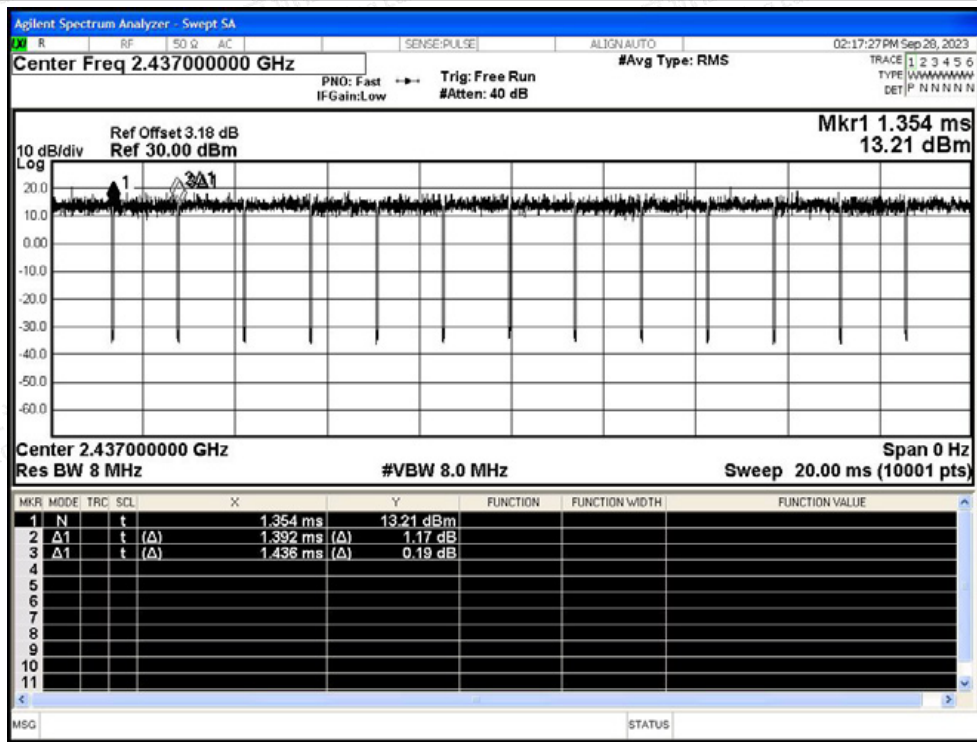 Agilent Spectrum Analyzer - Swept SA
R RF 50 Ω AC SENSE:PULSE ALIGN AUTO 02:17:27 PM Sep 28, 2023
Center Freq 2.437000000 GHz #Avg Type: RMS TRACE 1 2 3 4 5 6
PNO: Fast Trig: Free Run TYPE WWWWWW
IFGain:Low #Atten: 40 dB DET P N N N N N
Mkr1 1.354 ms
Ref Offset 3.18 dB
10 dB/div Ref 30.00 dBm 13.21 dBm
Log
1 3Δ1
20.0
10.0
0.00
-10.0
-20.0
-30.0
-40.0
-50.0
-60.0
Center 2.437000000 GHz Span 0 Hz
Res BW 8 MHz #VBW 8.0 MHz Sweep 20.00 ms (10001 pts)
MKR MODE TRC SCL X Y FUNCTION FUNCTION WIDTH FUNCTION VALUE
1 N t 1.354 ms 13.21 dBm
2 Δ1 t (Δ) 1.392 ms (Δ) 1.17 dB
3 Δ1 t (Δ) 1.436 ms (Δ) 0.19 dB
4
5
6
7
8
9
10
11
MSG STATUS